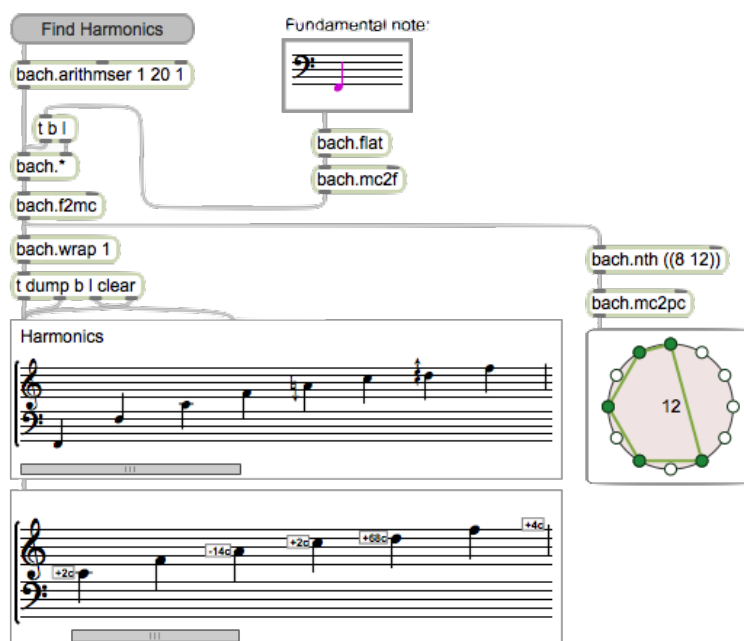 Find Harmonics
Fundamental note:
bach.arithmser 1 20 1
t b l
bach.*
bach.flat
bach.mc2f
bach.f2mc
bach.wrap 1
t dump b l clear
bach.nth ((8 12))
bach.mc2pc
Harmonics
12
+2c
-14c
+2c
+68c
+4c